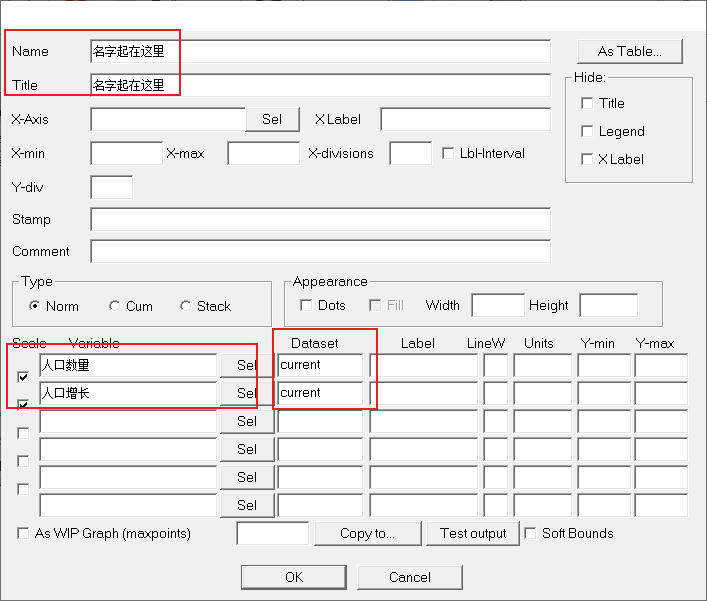 Name 名字起在这里 As Table...
Title 名字起在这里 Hide:
Title
X-Axis Sel X Label
Legend
X-min X-max X-divisions Lbl-Interval
X Label
Y-div
Stamp
Comment
Type Appearance
Norm Cum Stack Dots Fill Width Height
Scale Variable Dataset Label LineW Units Y-min Y-max
人口数量 Sel current
人口增长 Sel current
Sel
Sel
Sel
Sel
As WIP Graph (maxpoints) Copy to... Test output Soft Bounds
OK Cancel